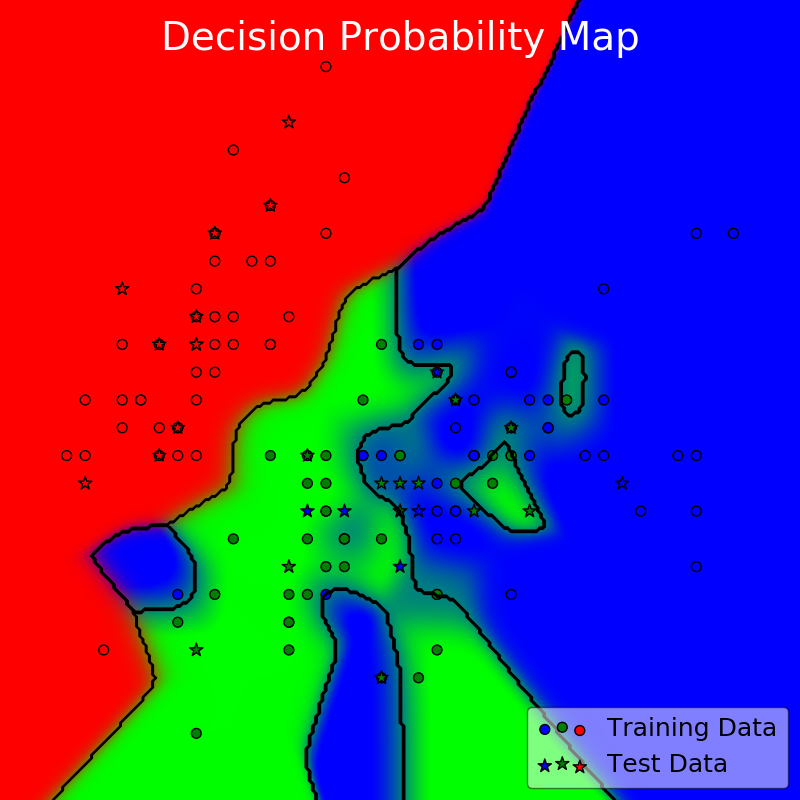 Decision Probability Map
Training Data
Test Data